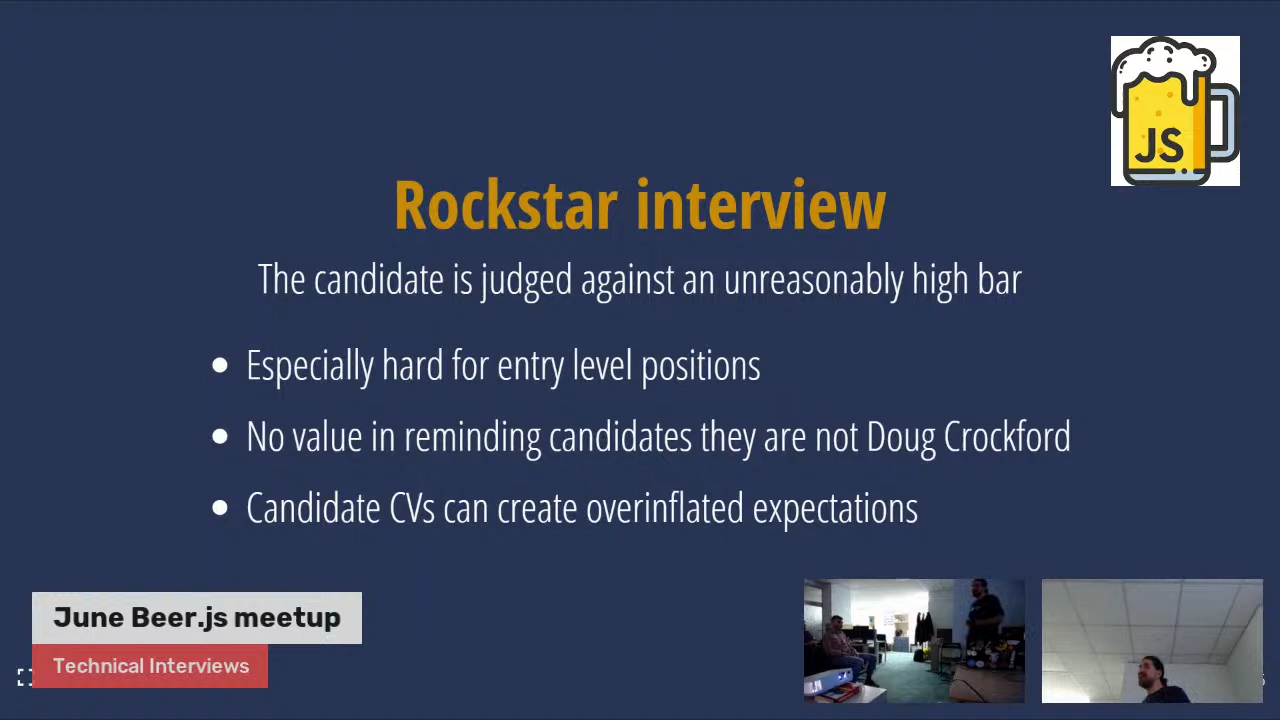 JS
Rockstar interview
The candidate is judged against an unreasonably high bar
Especially hard for entry level positions
No value in reminding candidates they are not Doug Crockford
Candidate CVs can create overinflated expectations
June Beer.js meetup
Technical Interviews